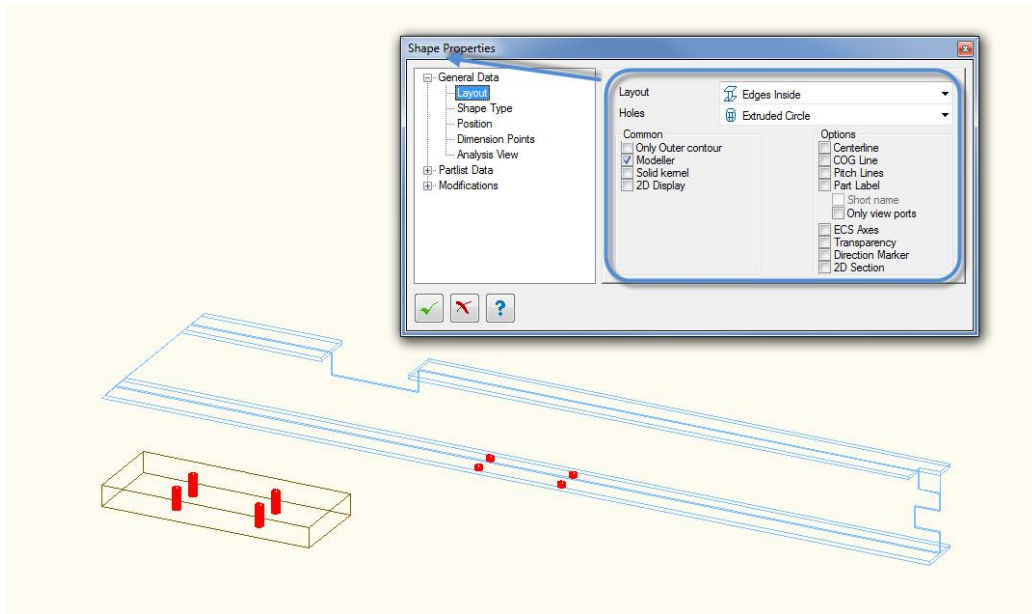 Shape Properties
General Data
Layout
Shape Type
Position
Dimension Points
Analysis View
Partlist Data
Modifications
Layout
Edges Inside
Holes
Extruded Circle
Common
Only Outer contour
Modeller
Solid kernel
2D Display
Options
Centerline
COG Line
Pitch Lines
Part Label
Short name
Only view ports
ECS Axes
Transparency
Direction Marker
2D Section
?